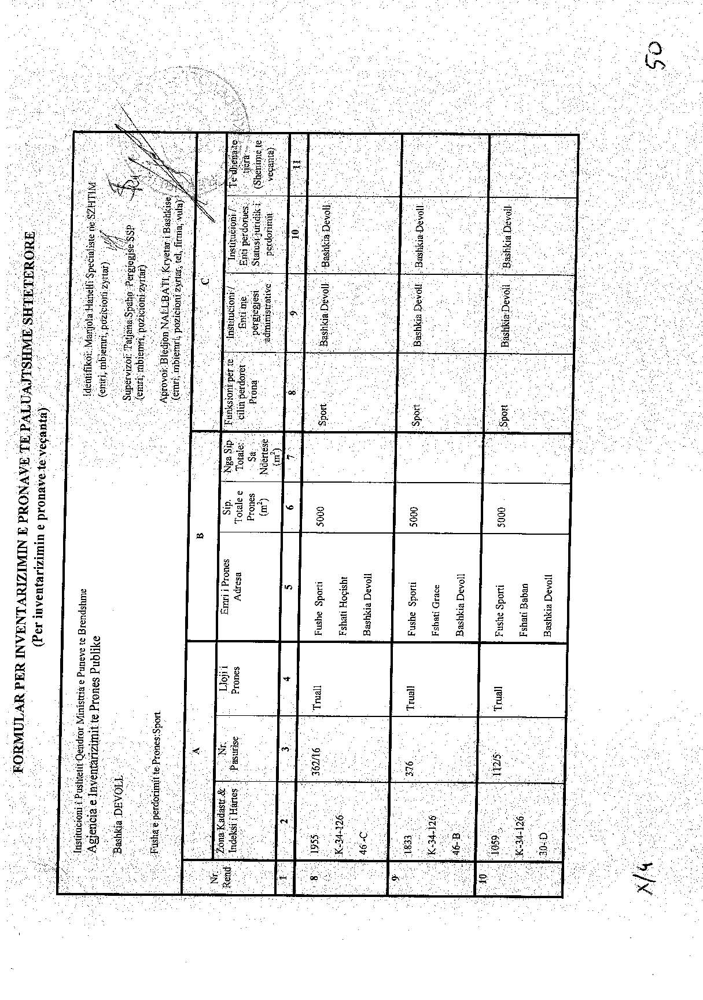 FORMULAR PER INVENTARIZIMIN E PRONAVE TE PALUAJTSHME SHTETERORE
(Per inventarizimin e pronave te veçanta)
Institucioni i Pushtetit Qendror Ministria e Puneve te Brendshme
Agjencia e Inventarizimit te Prones Publike
Bashkia DEVOLL
Fusha e perdorimit te Prones:Sport
Identifikoi: Manjola Hanelli Specialiste ne SZHTIM
(emri, mbiemri, pozicioni zyrtar)
Supervizoi: Tatjana Spaho Pergjegjse SSP
(emri, mbiemri, pozicioni zyrtar)
Aprovoi: Bledjon NALLBATI, Kryetar i Bashkise
(emri, mbiemri, pozicioni zyrtar, tel, firma, vula)
A
B
C
Nr.
Rend
Zona Kadastr &
Indeksi i Hartes
Nr.
Pasurise
Lloji i
Prones
Emri i Prones
Adresa
Sip.
Totale e
Prones
(m²)
Nga Sip
Totale:
Sa
Ndertese
(m²)
Funksioni per te
cilin perdoret
Prona
Institucioni /
Enti me
pergjegjesi
administrative
Institucioni /
Enti perdorues
Statusi juridik i
perdorimit
Te dhena te
tjera
(Shenime te
veçanta)
1
2
3
4
5
6
7
8
9
10
11
8
1955
K-34-126
46 -C
362/16
Truall
Fushe Sporti
Fshati Hoçisht
Bashkia Devoll
5000
Sport
Bashkia Devoll
Bashkia Devoll
9
1833
K-34-126
46- B
376
Truall
Fushe Sporti
Fshati Grace
Bashkia Devoll
5000
Sport
Bashkia Devoll
Bashkia Devoll
10
1059
K-34-126
30- D
112/5
Truall
Fushe Sporti
Fshati Baban
Bashkia Devoll
5000
Sport
Bashkia Devoll
Bashkia Devoll
X/4
50